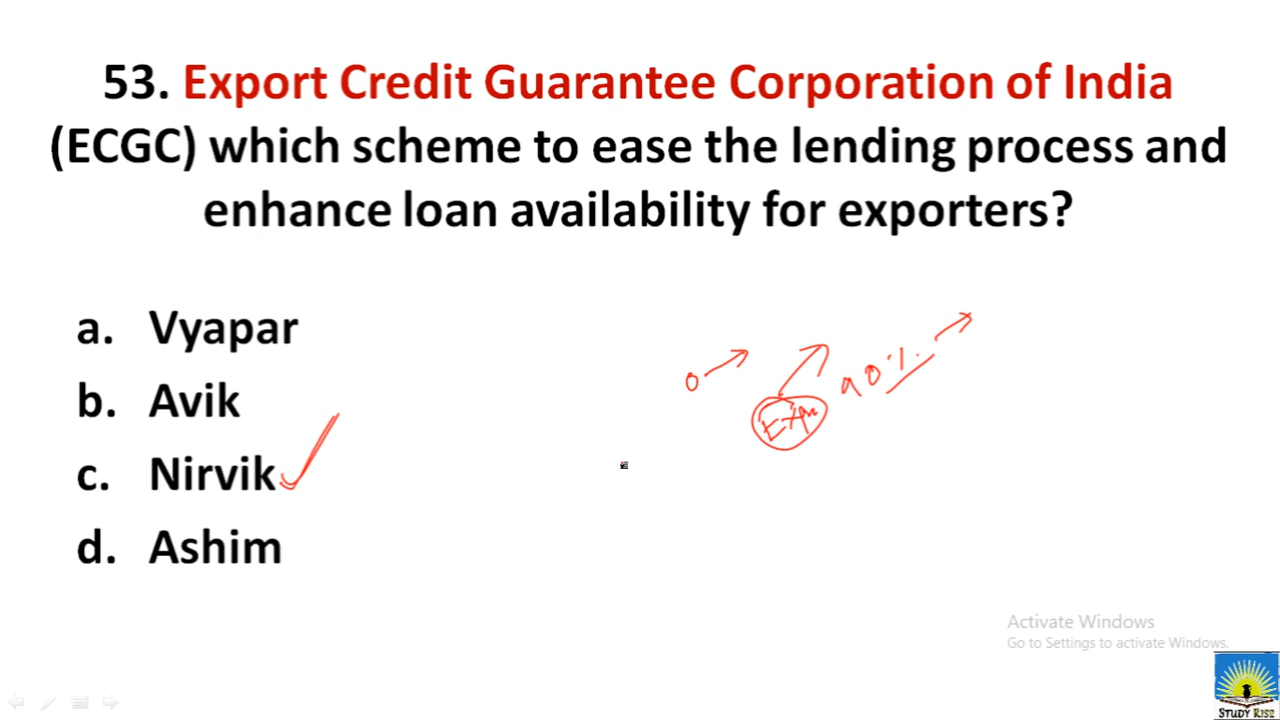 53. Export Credit Guarantee Corporation of India
(ECGC) which scheme to ease the lending process and
enhance loan availability for exporters?
a. Vyapar
b. Avik
c. Nirvik
d. Ashim
90%
Activate Windows
Go to Settings to activate Windows.
STUDY RISE